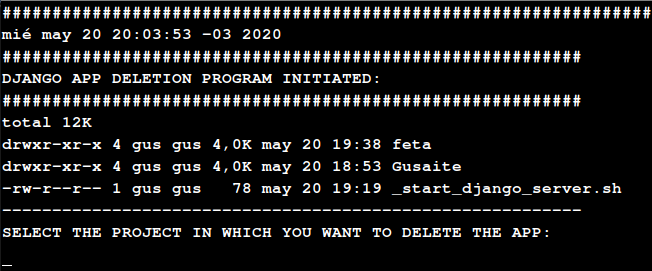 #################################################################
mié may 20 20:03:53 -03 2020
##########################################################
DJANGO APP DELETION PROGRAM INITIATED:
##########################################################
total 12K
drwxr-xr-x 4 gus gus 4,0K may 20 19:38 feta
drwxr-xr-x 4 gus gus 4,0K may 20 18:53 Gusaite
-rw-r--r-- 1 gus gus   78 may 20 19:19 _start_django_server.sh
----------------------------------------------------------
SELECT THE PROJECT IN WHICH YOU WANT TO DELETE THE APP:
_